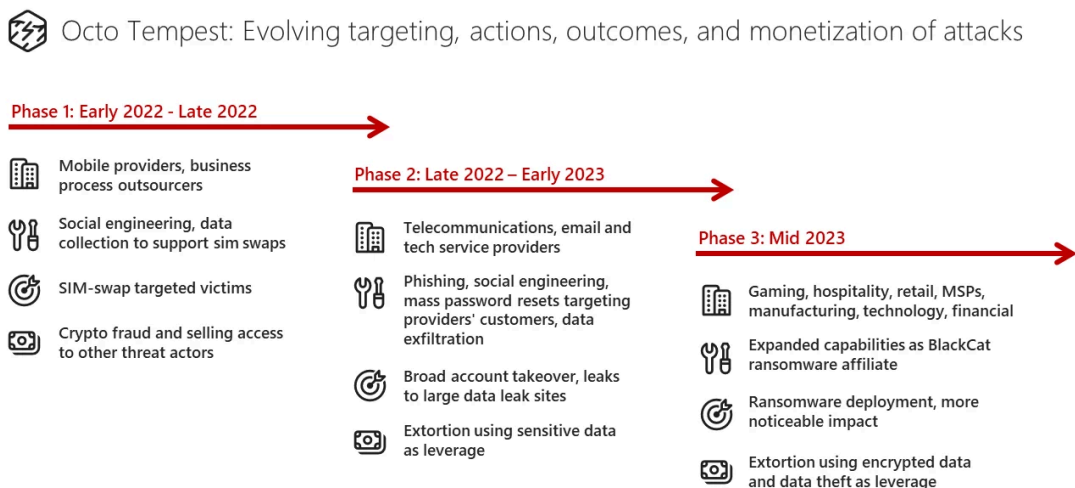 Octo Tempest: Evolving targeting, actions, outcomes, and monetization of attacks
Phase 1: Early 2022 - Late 2022
Mobile providers, business
process outsourcers
Social engineering, data
collection to support sim swaps
SIM-swap targeted victims
Crypto fraud and selling access
to other threat actors
Phase 2: Late 2022 – Early 2023
Telecommunications, email and
tech service providers
Phishing, social engineering,
mass password resets targeting
providers' customers, data
exfiltration
Broad account takeover, leaks
to large data leak sites
Extortion using sensitive data
as leverage
Phase 3: Mid 2023
Gaming, hospitality, retail, MSPs,
manufacturing, technology, financial
Expanded capabilities as BlackCat
ransomware affiliate
Ransomware deployment, more
noticeable impact
Extortion using encrypted data
and data theft as leverage